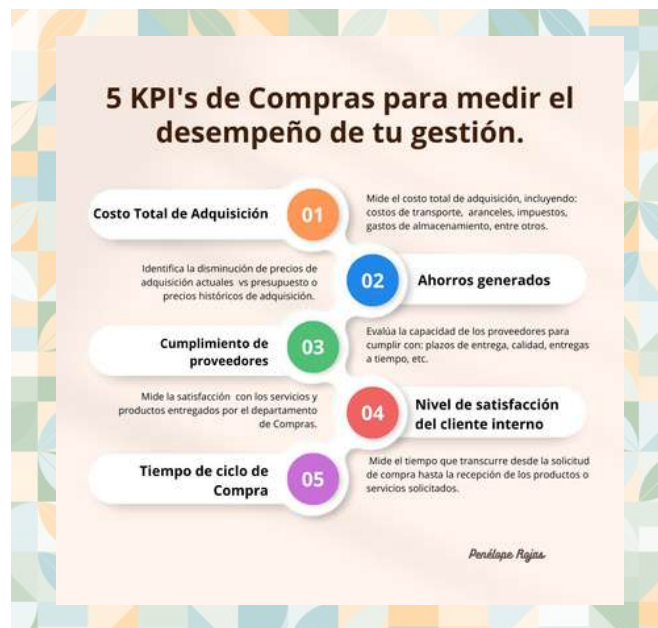 5 KPI's de Compras para medir el
desempeño de tu gestión.
Costo Total de Adquisición
01
Mide el costo total de adquisición, incluyendo:
costos de transporte, aranceles, impuestos,
gastos de almacenamiento, entre otros.
Identifica la disminución de precios de
adquisición actuales vs presupuesto o
precios históricos de adquisición.
02
Ahorros generados
Cumplimiento de
proveedores
03
Evalúa la capacidad de los proveedores para
cumplir con: plazos de entrega, calidad, entregas
a tiempo, etc.
Mide la satisfacción con los servicios y
productos entregados por el departamento
de Compras.
04
Nivel de satisfacción
del cliente interno
Tiempo de ciclo de
Compra
05
Mide el tiempo que transcurre desde la solicitud
de compra hasta la recepción de los productos o
servicios solicitados.
Penélope Rojas